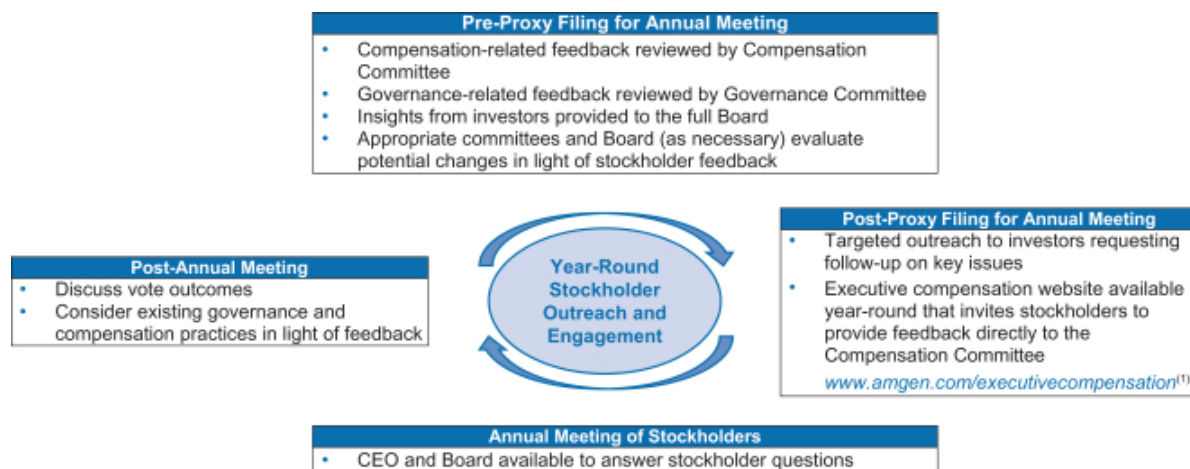 Pre-Proxy Filing for Annual Meeting
• Compensation-related feedback reviewed by Compensation
Committee
• Governance-related feedback reviewed by Governance Committee
• Insights from investors provided to the full Board
• Appropriate committees and Board (as necessary) evaluate
potential changes in light of stockholder feedback
Post-Proxy Filing for Annual Meeting
• Targeted outreach to investors requesting
follow-up on key issues
• Executive compensation website available
year-round that invites stockholders to
provide feedback directly to the
Compensation Committee
www.amgen.com/executivecompensation(1)
Year-Round
Stockholder
Outreach and
Engagement
Post-Annual Meeting
• Discuss vote outcomes
• Consider existing governance and
compensation practices in light of feedback
Annual Meeting of Stockholders
• CEO and Board available to answer stockholder questions